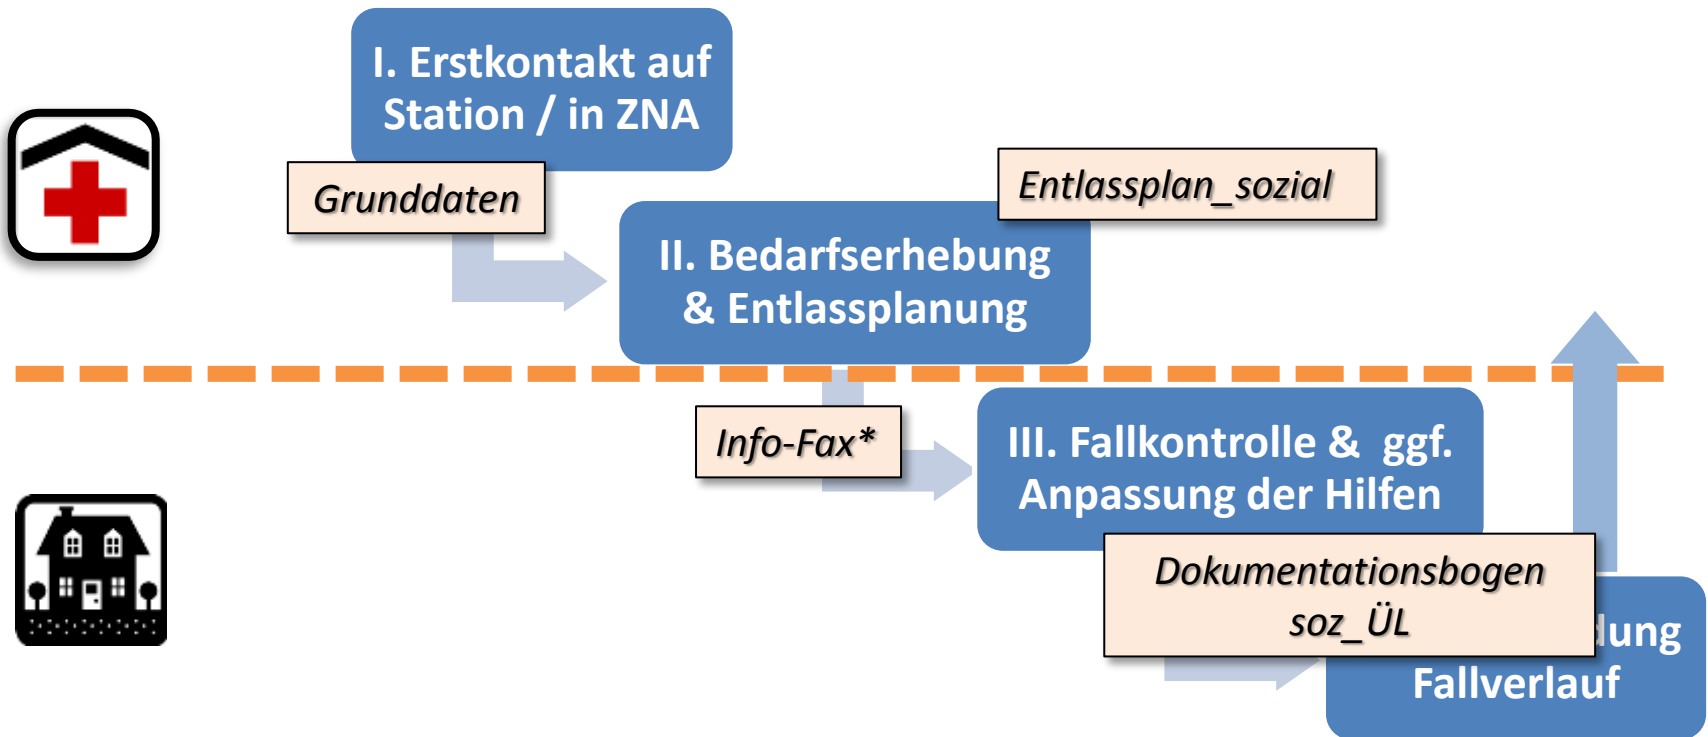 I. Erstkontakt auf
Station / in ZNA
Grunddaten
Entlassplan_sozial
II. Bedarfserhebung
& Entlassplanung
Info-Fax*
III. Fallkontrolle & ggf.
Anpassung der Hilfen
Dokumentationsbogen
soz_ÜL
dung
Fallverlauf